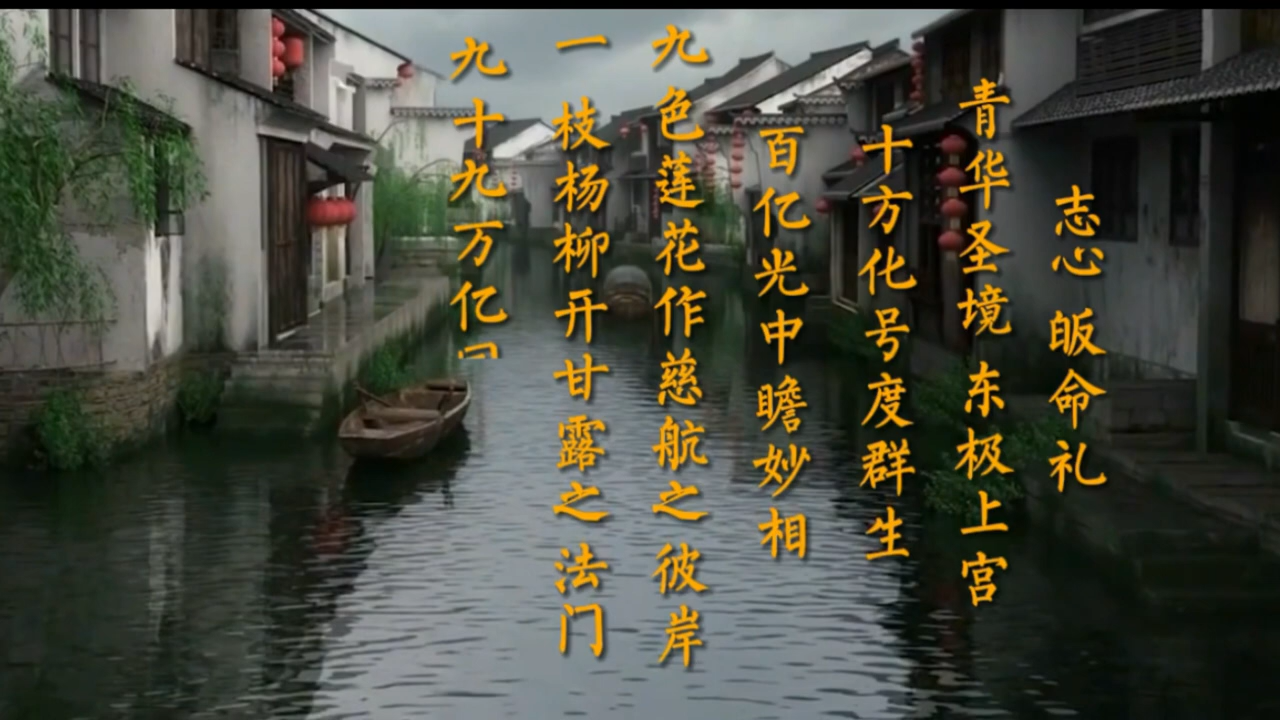 志心皈命礼
青华圣境东极上宫
十方化号度群生
百亿光中瞻妙相
九色莲花作慈航之彼岸
一枝杨柳开甘露之法门
九十九万亿